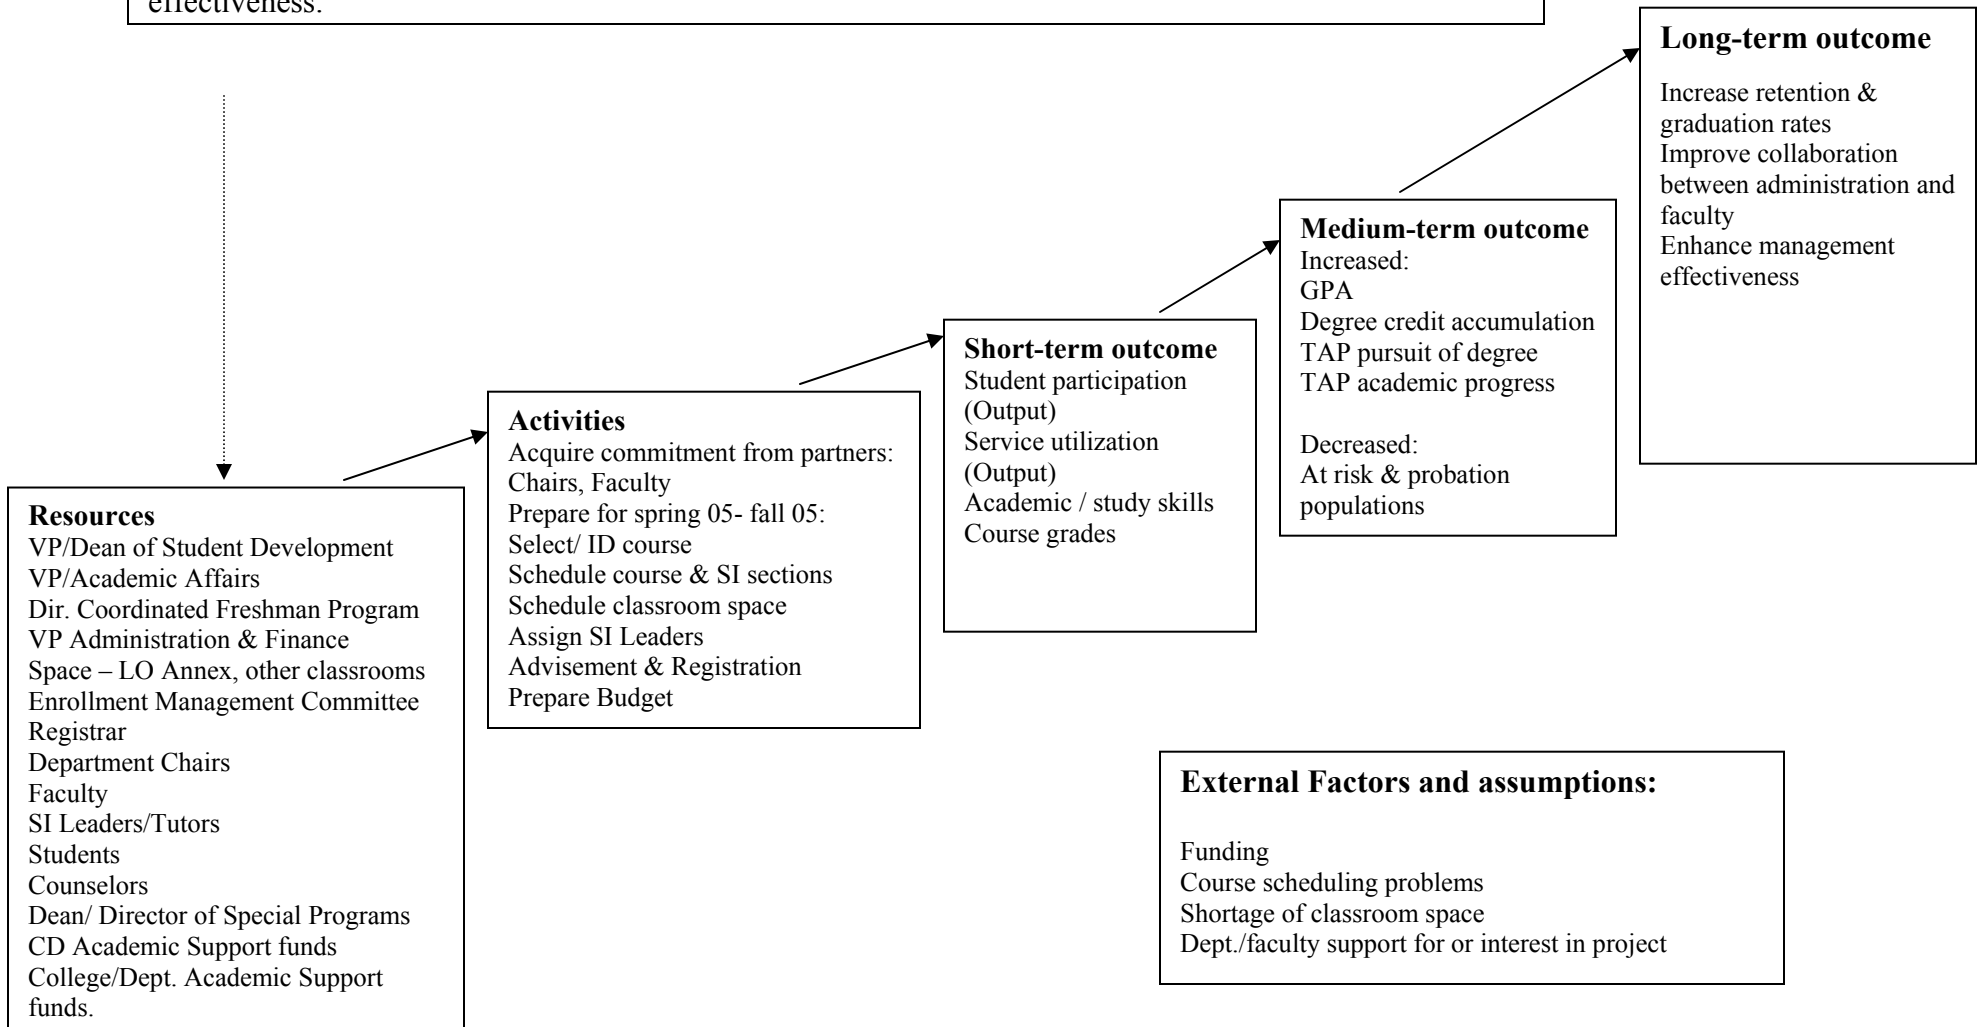 effectiveness.
Long-term outcome
Increase retention &
graduation rates
Improve collaboration
between administration and
faculty
Enhance management
effectiveness
Medium-term outcome
Increased:
GPA
Degree credit accumulation
TAP pursuit of degree
TAP academic progress
Decreased:
At risk & probation
populations
Short-term outcome
Student participation
(Output)
Service utilization
(Output)
Academic / study skills
Course grades
Activities
Acquire commitment from partners:
Chairs, Faculty
Prepare for spring 05- fall 05:
Select/ ID course
Schedule course & SI sections
Schedule classroom space
Assign SI Leaders
Advisement & Registration
Prepare Budget
Resources
VP/Dean of Student Development
VP/Academic Affairs
Dir. Coordinated Freshman Program
VP Administration & Finance
Space – LO Annex, other classrooms
Enrollment Management Committee
Registrar
Department Chairs
Faculty
SI Leaders/Tutors
Students
Counselors
Dean/ Director of Special Programs
CD Academic Support funds
College/Dept. Academic Support
funds.
External Factors and assumptions:
Funding
Course scheduling problems
Shortage of classroom space
Dept./faculty support for or interest in project